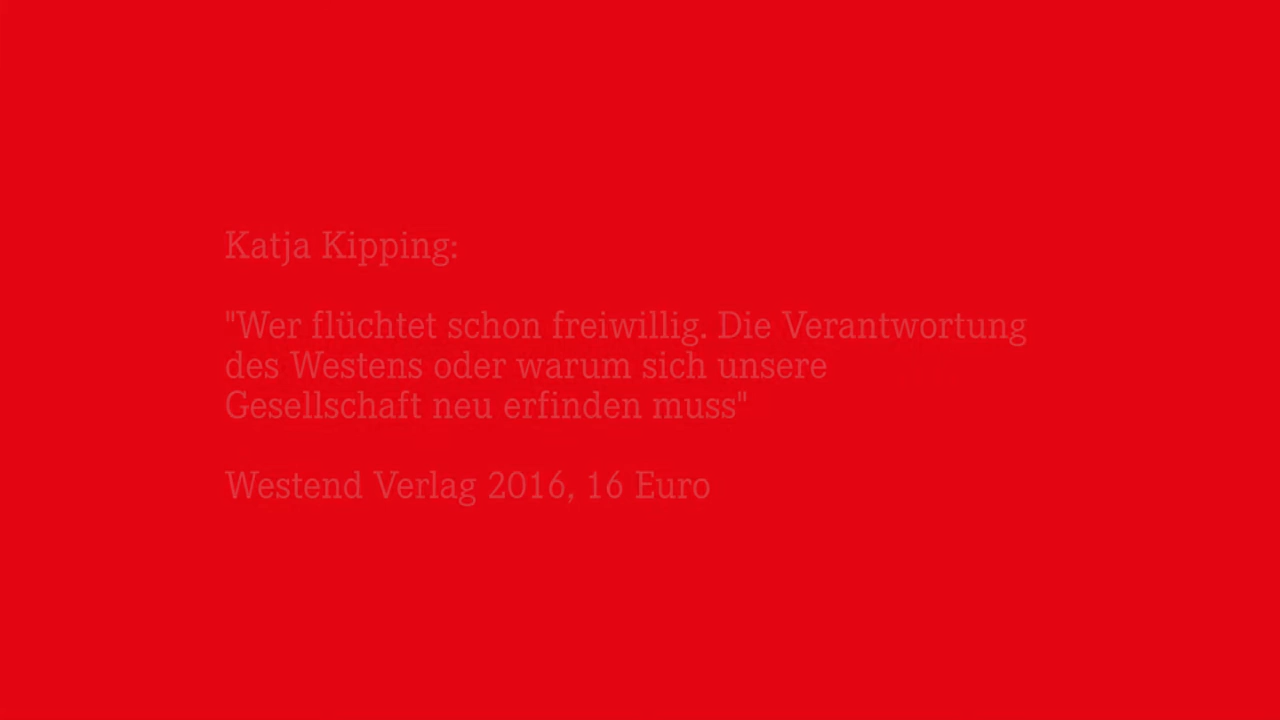 Katja Kipping:
"Wer flüchtet schon freiwillig. Die Verantwortung
des Westens oder warum sich unsere
Gesellschaft neu erfinden muss"
Westend Verlag 2016, 16 Euro